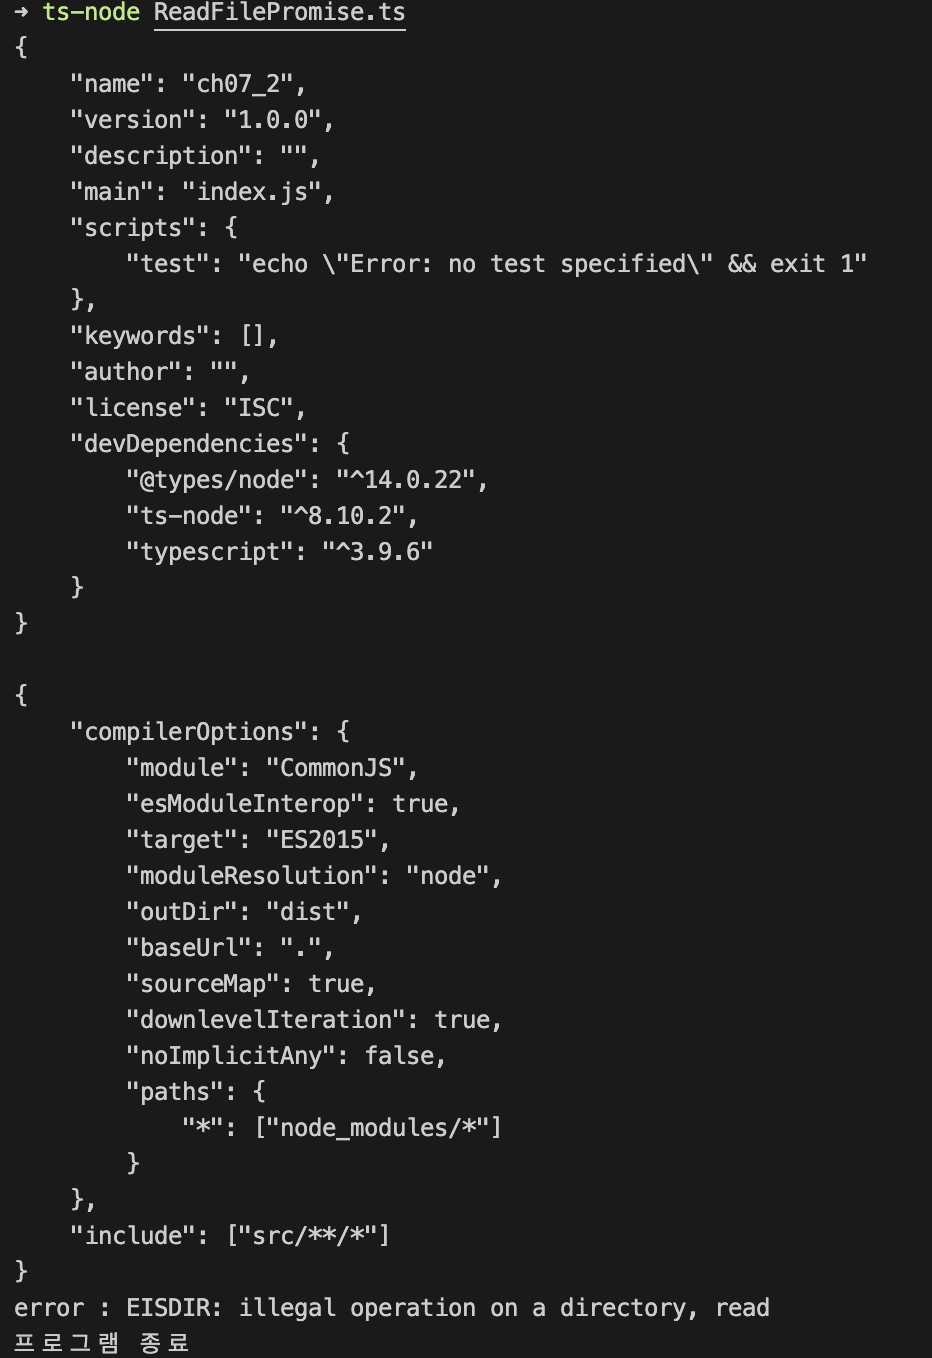 → ts-node ReadFilePromise.ts
{
    "name": "ch07_2",
    "version": "1.0.0",
    "description": "",
    "main": "index.js",
    "scripts": {
        "test": "echo \"Error: no test specified\" && exit 1"
    },
    "keywords": [],
    "author": "",
    "license": "ISC",
    "devDependencies": {
        "@types/node": "^14.0.22",
        "ts-node": "^8.10.2",
        "typescript": "^3.9.6"
    }
}

{
    "compilerOptions": {
        "module": "CommonJS",
        "esModuleInterop": true,
        "target": "ES2015",
        "moduleResolution": "node",
        "outDir": "dist",
        "baseUrl": ".",
        "sourceMap": true,
        "downlevelIteration": true,
        "noImplicitAny": false,
        "paths": {
            "*": ["node_modules/*"]
        }
    },
    "include": ["src/**/*"]
}
error : EISDIR: illegal operation on a directory, read
프로그램 종료